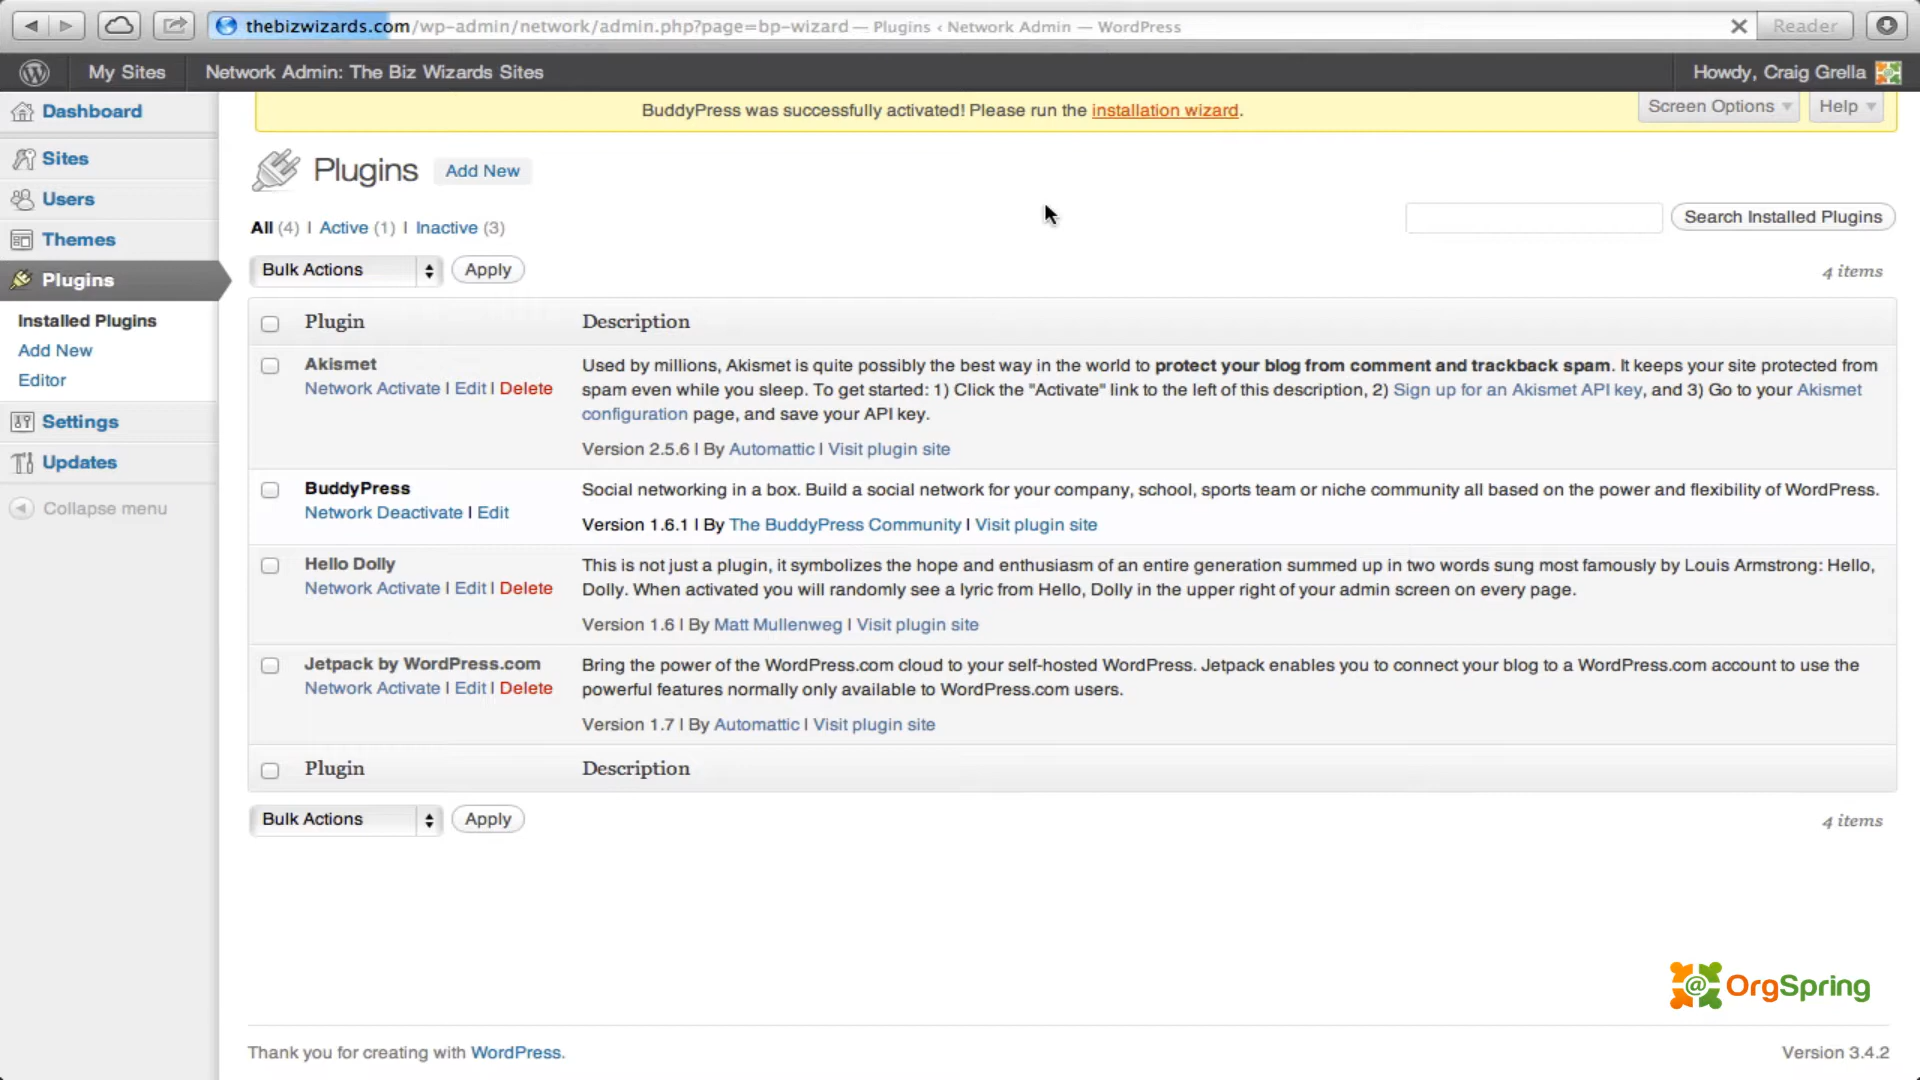 thebizwizards.com/wp-admin/network/admin.php?page=bp-wizard — Plugins ‹ Network Admin — WordPress
Reader
My Sites
Network Admin: The Biz Wizards Sites
Howdy, Craig Grella
Dashboard
Sites
Users
Themes
Plugins
Installed Plugins
Add New
Editor
Settings
Updates
Collapse menu
BuddyPress was successfully activated! Please run the installation wizard.
Screen Options
Help
Plugins
Add New
All (4) | Active (1) | Inactive (3)
Search Installed Plugins
Bulk Actions
Apply
4 items
Plugin
Description
Akismet
Network Activate | Edit | Delete
Used by millions, Akismet is quite possibly the best way in the world to protect your blog from comment and trackback spam. It keeps your site protected from
spam even while you sleep. To get started: 1) Click the "Activate" link to the left of this description, 2) Sign up for an Akismet API key, and 3) Go to your Akismet
configuration page, and save your API key.
Version 2.5.6 | By Automattic | Visit plugin site
BuddyPress
Network Deactivate | Edit
Social networking in a box. Build a social network for your company, school, sports team or niche community all based on the power and flexibility of WordPress.
Version 1.6.1 | By The BuddyPress Community | Visit plugin site
Hello Dolly
Network Activate | Edit | Delete
This is not just a plugin, it symbolizes the hope and enthusiasm of an entire generation summed up in two words sung most famously by Louis Armstrong: Hello,
Dolly. When activated you will randomly see a lyric from Hello, Dolly in the upper right of your admin screen on every page.
Version 1.6 | By Matt Mullenweg | Visit plugin site
Jetpack by WordPress.com
Network Activate | Edit | Delete
Bring the power of the WordPress.com cloud to your self-hosted WordPress. Jetpack enables you to connect your blog to a WordPress.com account to use the
powerful features normally only available to WordPress.com users.
Version 1.7 | By Automattic | Visit plugin site
Plugin
Description
Bulk Actions
Apply
4 items
@ OrgSpring
Thank you for creating with WordPress.
Version 3.4.2